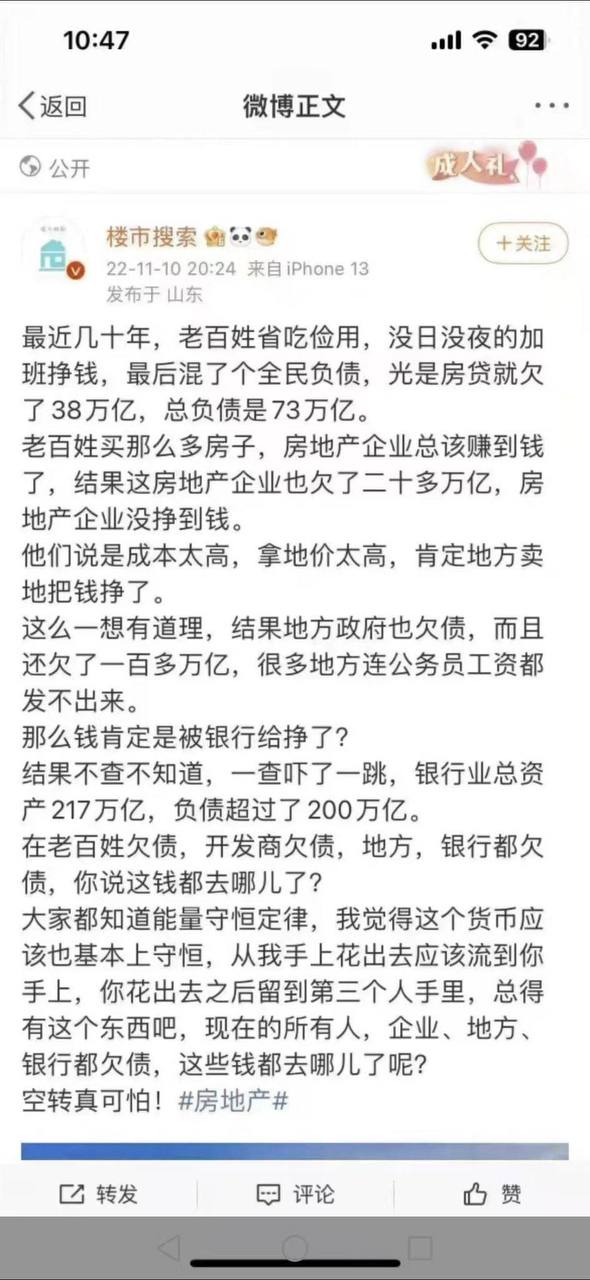 10:47
92
返回
微博正文
公开
成人礼
楼市搜索
+关注
22-11-10 20:24 来自 iPhone 13
发布于 山东
最近几十年，老百姓省吃俭用，没日没夜的加
班挣钱，最后混了个全民负债，光是房贷就欠
了38万亿，总负债是73万亿。
老百姓买那么多房子，房地产企业总该赚到钱
了，结果这房地产企业也欠了二十多万亿，房
地产企业没挣到钱。
他们说是成本太高，拿地价太高，肯定地方卖
地把钱挣了。
这么一想有道理，结果地方政府也欠债，而且
还欠了一百多万亿，很多地方连公务员工资都
发不出来。
那么钱肯定是被银行给挣了？
结果不查不知道，一查吓了一跳，银行业总资
产217万亿，负债超过了200万亿。
在老百姓欠债，开发商欠债，地方，银行都欠
债，你说这钱都去哪儿了？
大家都知道能量守恒定律，我觉得这个货币应
该也基本上守恒，从我手上花出去应该流到你
手上，你花出去之后留到第三个人手里，总得
有这个东西吧，现在的所有人，企业、地方、
银行都欠债，这些钱都去哪儿了呢？
空转真可怕！#房地产#
转发
评论
赞